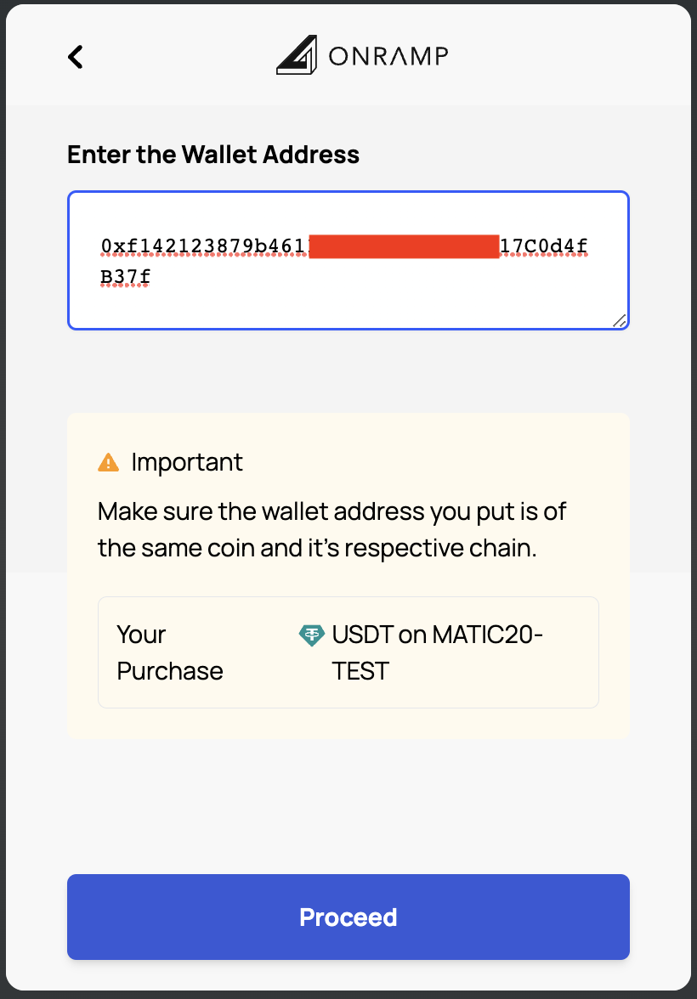 ONRAMP
Enter the Wallet Address
0xf142123879b461 17C0d4f
B37f
Important
Make sure the wallet address you put is of
the same coin and it's respective chain.
Your
Purchase
USDT on MATIC20-
TEST
Proceed